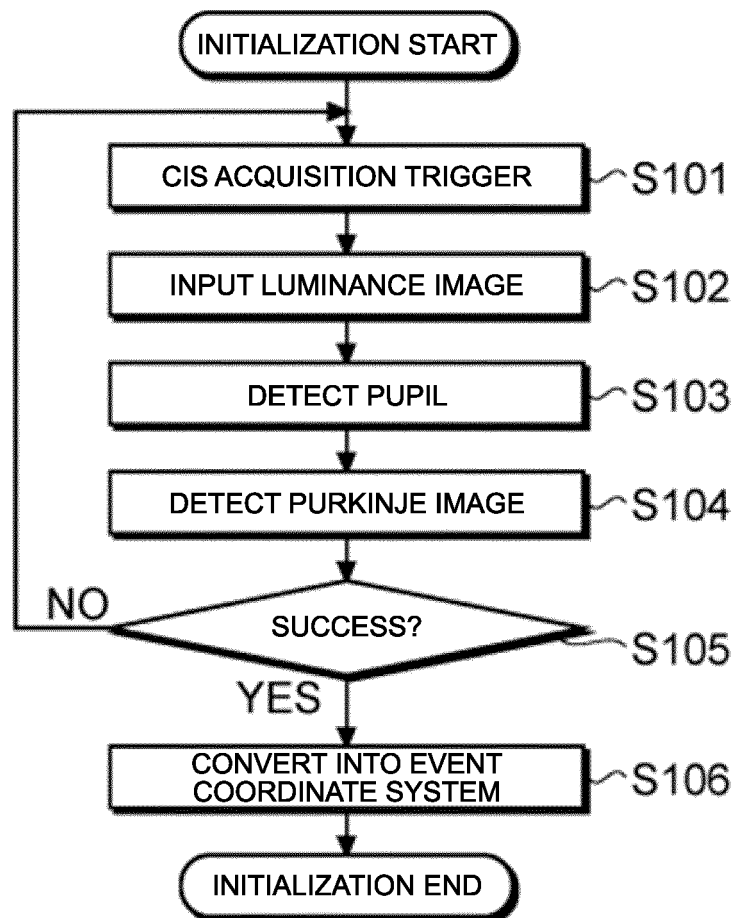 INITIALIZATION START
CIS ACQUISITION TRIGGER
S101
INPUT LUMINANCE IMAGE
S102
DETECT PUPIL
S103
DETECT PURKINJE IMAGE
S104
NO
SUCCESS?
S105
YES
CONVERT INTO EVENT
COORDINATE SYSTEM
S106
INITIALIZATION END